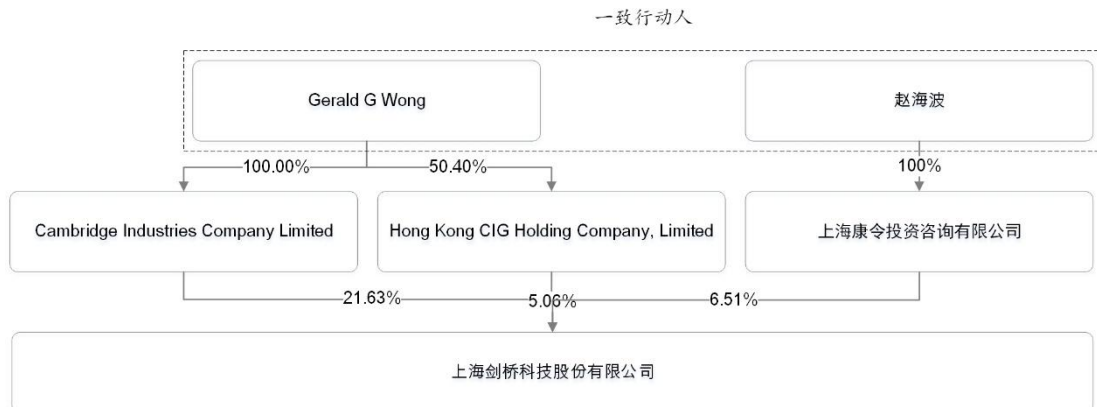 一致行动人
Gerald G Wong
赵海波
100.00%
50.40%
100%
Cambridge Industries Company Limited
Hong Kong CIG Holding Company, Limited
上海康令投资咨询有限公司
21.63%
5.06%
6.51%
上海剑桥科技股份有限公司